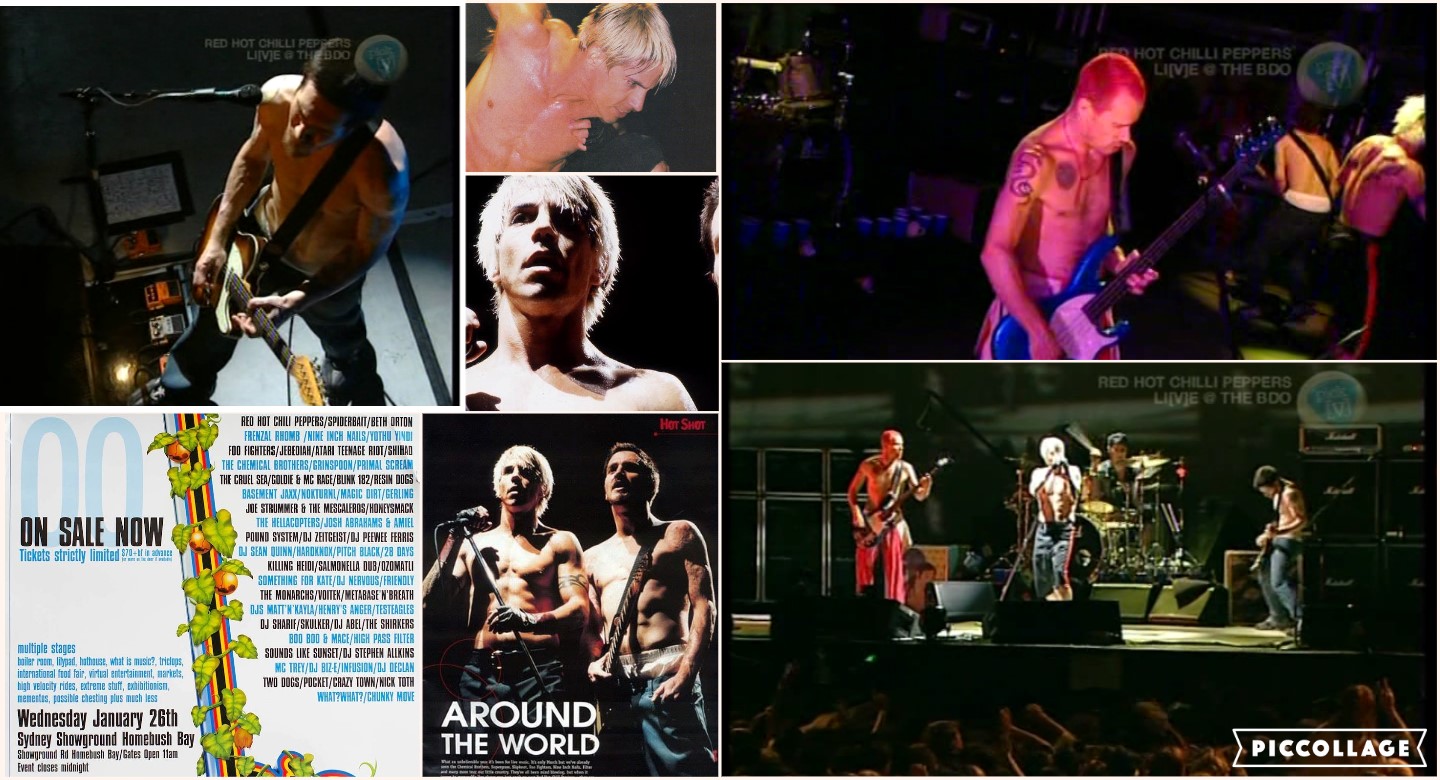 RED HOT CHILLI PEPPERS
LI[V]E @ THE BDO
RED HOT CHILLI PEPPERS
LI[V]E @ THE BDO
RED HOT CHILLI PEPPERS
LI[V]E @ THE BDO
00
ON SALE NOW
Tickets strictly limited $70+bf in advance
multiple stages
boiler room, lilypad, hothouse, what is music?, triclops,
international food fair, virtual entertainment, markets,
high velocity rides, extreme stuff, exhibitionism,
mementos, possible chesting plus much less
Wednesday January 26th
Sydney Showground Homebush Bay
Showground Rd Homebush Bay/Gates Open 11am
Event closes midnight
RED HOT CHILI PEPPERS/SPIDERBAIT/BETH ORTON
FRENZAL RHOMB /NINE INCH NAILS/YOTHU YINDI
FOO FIGHTERS/JEBEDIAH/ATARI TEENAGE RIOT/SHIHAD
THE CHEMICAL BROTHERS/GRINSPOON/PRIMAL SCREAM
THE CRUEL SEA/GOLDIE & MC RAGE/BLINK 182/RESIN DOGS
BASEMENT JAXX/NOKTURNL/MAGIC DIRT/GERLING
JOE STRUMMER & THE MESCALEROS/HONEYSMACK
THE HELLACOPTERS/JOSH ABRAHAMS & AMIEL
POUND SYSTEM/DJ ZEITGEIST/DJ PEEWEE FERRIS
DJ SEAN QUINN/HARDKNOX/PITCH BLACK/28 DAYS
KILLING HEIDI/SALMONELLA DUB/OZOMATLI
SOMETHING FOR KATE/DJ NERVOUS/FRIENDLY
THE MONARCHS/VOITEK/METABASE'N'BREATH
DJS MATT'N'KAYLA/HENRY'S ANGER/TESTEAGLES
DJ SHARIF/SKULKER/DJ ABEL/THE SHIRKERS
BOO BOO & MACE/HIGH PASS FILTER
SOUNDS LIKE SUNSET/DJ STEPHEN ALLKINS
MC TREY/DJ BIZ-E/INFUSION/DJ DECLAN
TWO DOGS/POCKET/CRAZY TOWN/NICK TOTH
WHAT?WHAT?/CHUNKY MOVE
HOT SHOT
AROUND
THE WORLD
Marshall
PICCOLLAGE